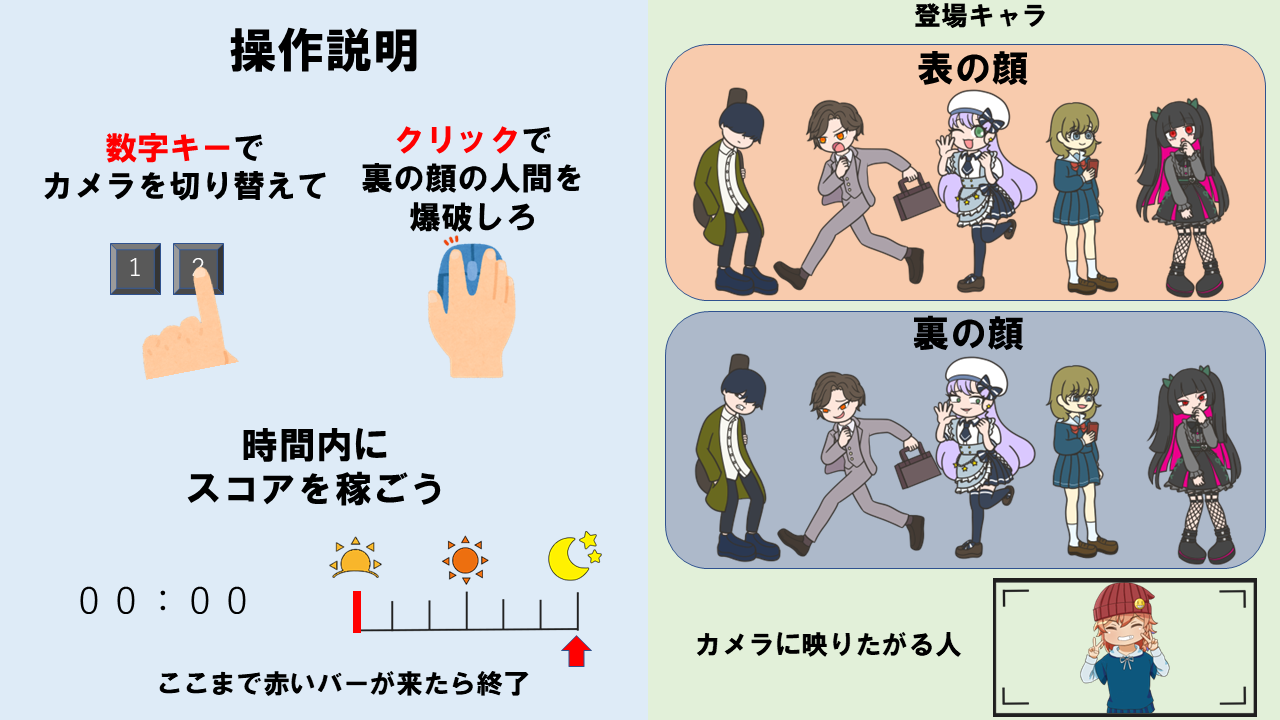 操作説明
数字キーで
カメラを切り替えて
クリックで
裏の顔の人間を
爆破しろ
1
2
時間内に
スコアを稼ごう
００：００
ここまで赤いバーが来たら終了
登場キャラ
表の顔
裏の顔
カメラに映りたがる人